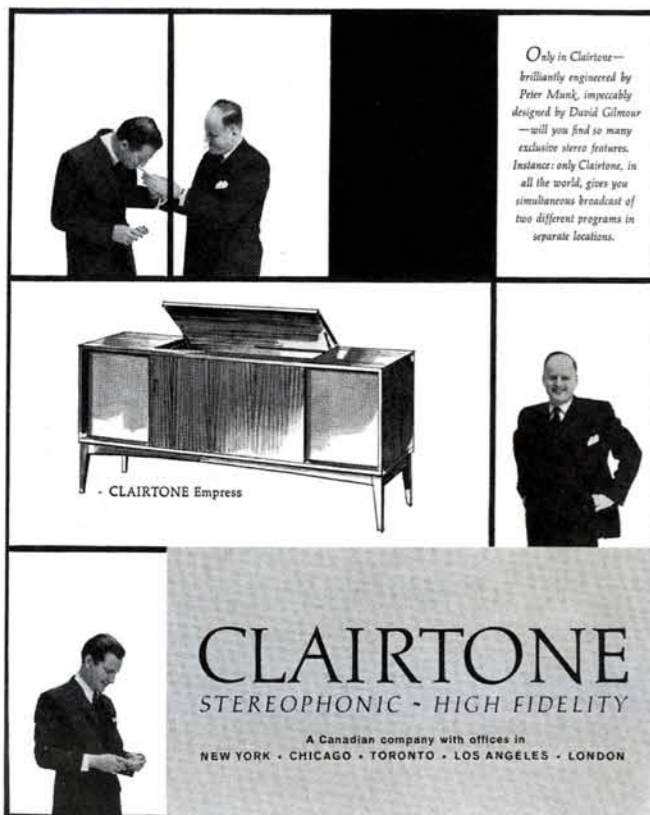 Only in Clairtone—
brilliantly engineered by
Peter Munk, impeccably
designed by David Gilmour
—will you find so many
exclusive stereo features.
Instance: only Clairtone, in
all the world, gives you
simultaneous broadcast of
two different programs in
separate locations.
- CLAIRTONE Empress
CLAIRTONE
STEREOPHONIC ~ HIGH FIDELITY
A Canadian company with offices in
NEW YORK • CHICAGO • TORONTO • LOS ANGELES • LONDON